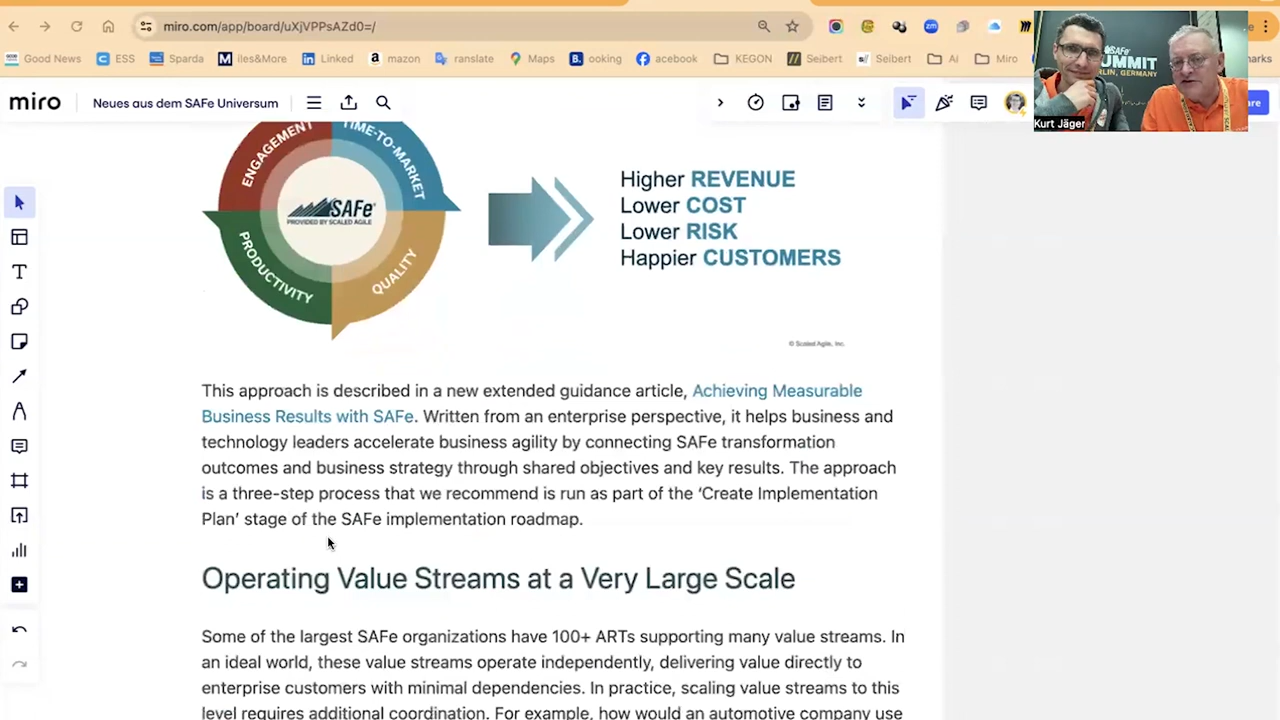 miro.com/app/board/uXjVPPsAZd0=/
Good News
ESS
Sparda
iles&More
Linked
mazon
ranslate
Maps
ooking
acebook
KEGON
Seibert
Seibert
Ai
Miro
marks
miro
Neues aus dem SAFe Universum
SAFe
SUMMIT
BERLIN, GERMANY
Kurt Jäger
are
ENGAGEMENT
TIME-TO-MARKET
SAFe®
PROVIDED BY SCALED AGILE
PRODUCTIVITY
QUALITY
Higher REVENUE
Lower COST
Lower RISK
Happier CUSTOMERS
© Scaled Agile, Inc.
This approach is described in a new extended guidance article, Achieving Measurable
Business Results with SAFe. Written from an enterprise perspective, it helps business and
technology leaders accelerate business agility by connecting SAFe transformation
outcomes and business strategy through shared objectives and key results. The approach
is a three-step process that we recommend is run as part of the ‘Create Implementation
Plan’ stage of the SAFe implementation roadmap.
Operating Value Streams at a Very Large Scale
Some of the largest SAFe organizations have 100+ ARTs supporting many value streams. In
an ideal world, these value streams operate independently, delivering value directly to
enterprise customers with minimal dependencies. In practice, scaling value streams to this
level requires additional coordination. For example, how would an automotive company use